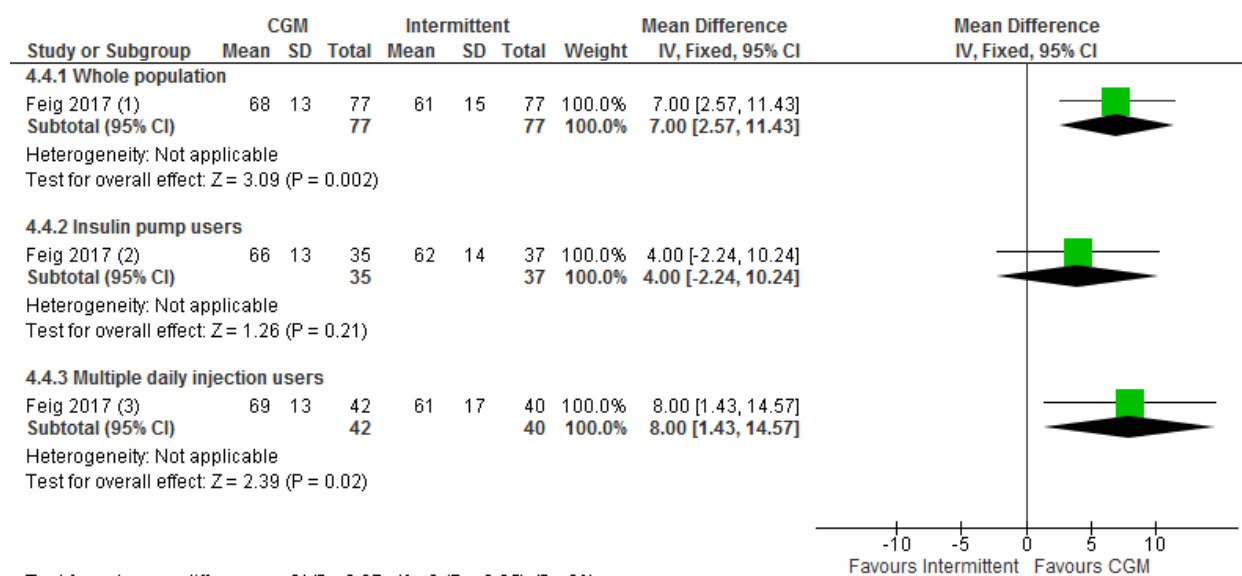 CGM Intermittent Mean Difference Mean Difference
Study or Subgroup Mean SD Total Mean SD Total Weight IV, Fixed, 95% CI IV, Fixed, 95% CI
4.4.1 Whole population
Feig 2017 (1) 68 13 77 61 15 77 100.0% 7.00 [2.57, 11.43]
Subtotal (95% CI) 77 77 100.0% 7.00 [2.57, 11.43]
Heterogeneity: Not applicable
Test for overall effect: Z = 3.09 (P = 0.002)
4.4.2 Insulin pump users
Feig 2017 (2) 66 13 35 62 14 37 100.0% 4.00 [-2.24, 10.24]
Subtotal (95% CI) 35 37 100.0% 4.00 [-2.24, 10.24]
Heterogeneity: Not applicable
Test for overall effect: Z = 1.26 (P = 0.21)
4.4.3 Multiple daily injection users
Feig 2017 (3) 69 13 42 61 17 40 100.0% 8.00 [1.43, 14.57]
Subtotal (95% CI) 42 40 100.0% 8.00 [1.43, 14.57]
Heterogeneity: Not applicable
Test for overall effect: Z = 2.39 (P = 0.02)
-10 -5 0 5 10
Favours Intermittent Favours CGM